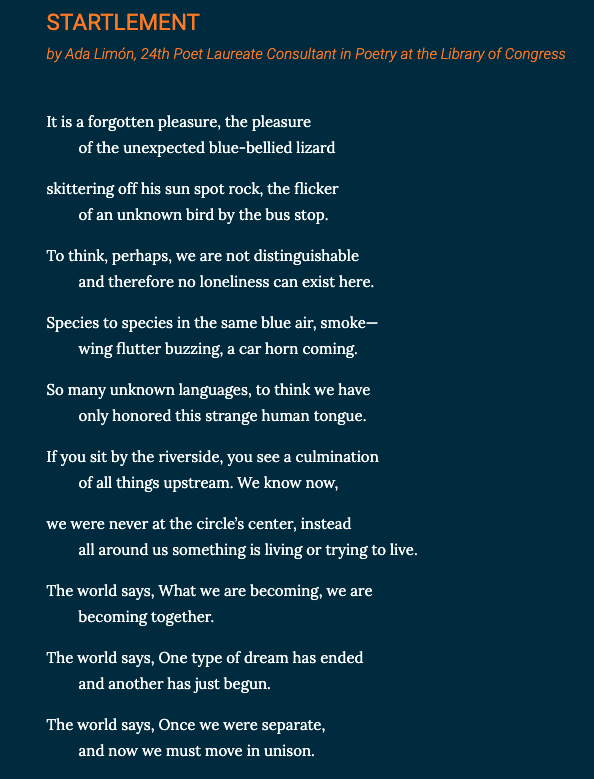 STARTLEMENT
by Ada Limón, 24th Poet Laureate Consultant in Poetry at the Library of Congress
It is a forgotten pleasure, the pleasure
of the unexpected blue-bellied lizard
skittering off his sun spot rock, the flicker
of an unknown bird by the bus stop.
To think, perhaps, we are not distinguishable
and therefore no loneliness can exist here.
Species to species in the same blue air, smoke—
wing flutter buzzing, a car horn coming.
So many unknown languages, to think we have
only honored this strange human tongue.
If you sit by the riverside, you see a culmination
of all things upstream. We know now,
we were never at the circle’s center, instead
all around us something is living or trying to live.
The world says, What we are becoming, we are
becoming together.
The world says, One type of dream has ended
and another has just begun.
The world says, Once we were separate,
and now we must move in unison.